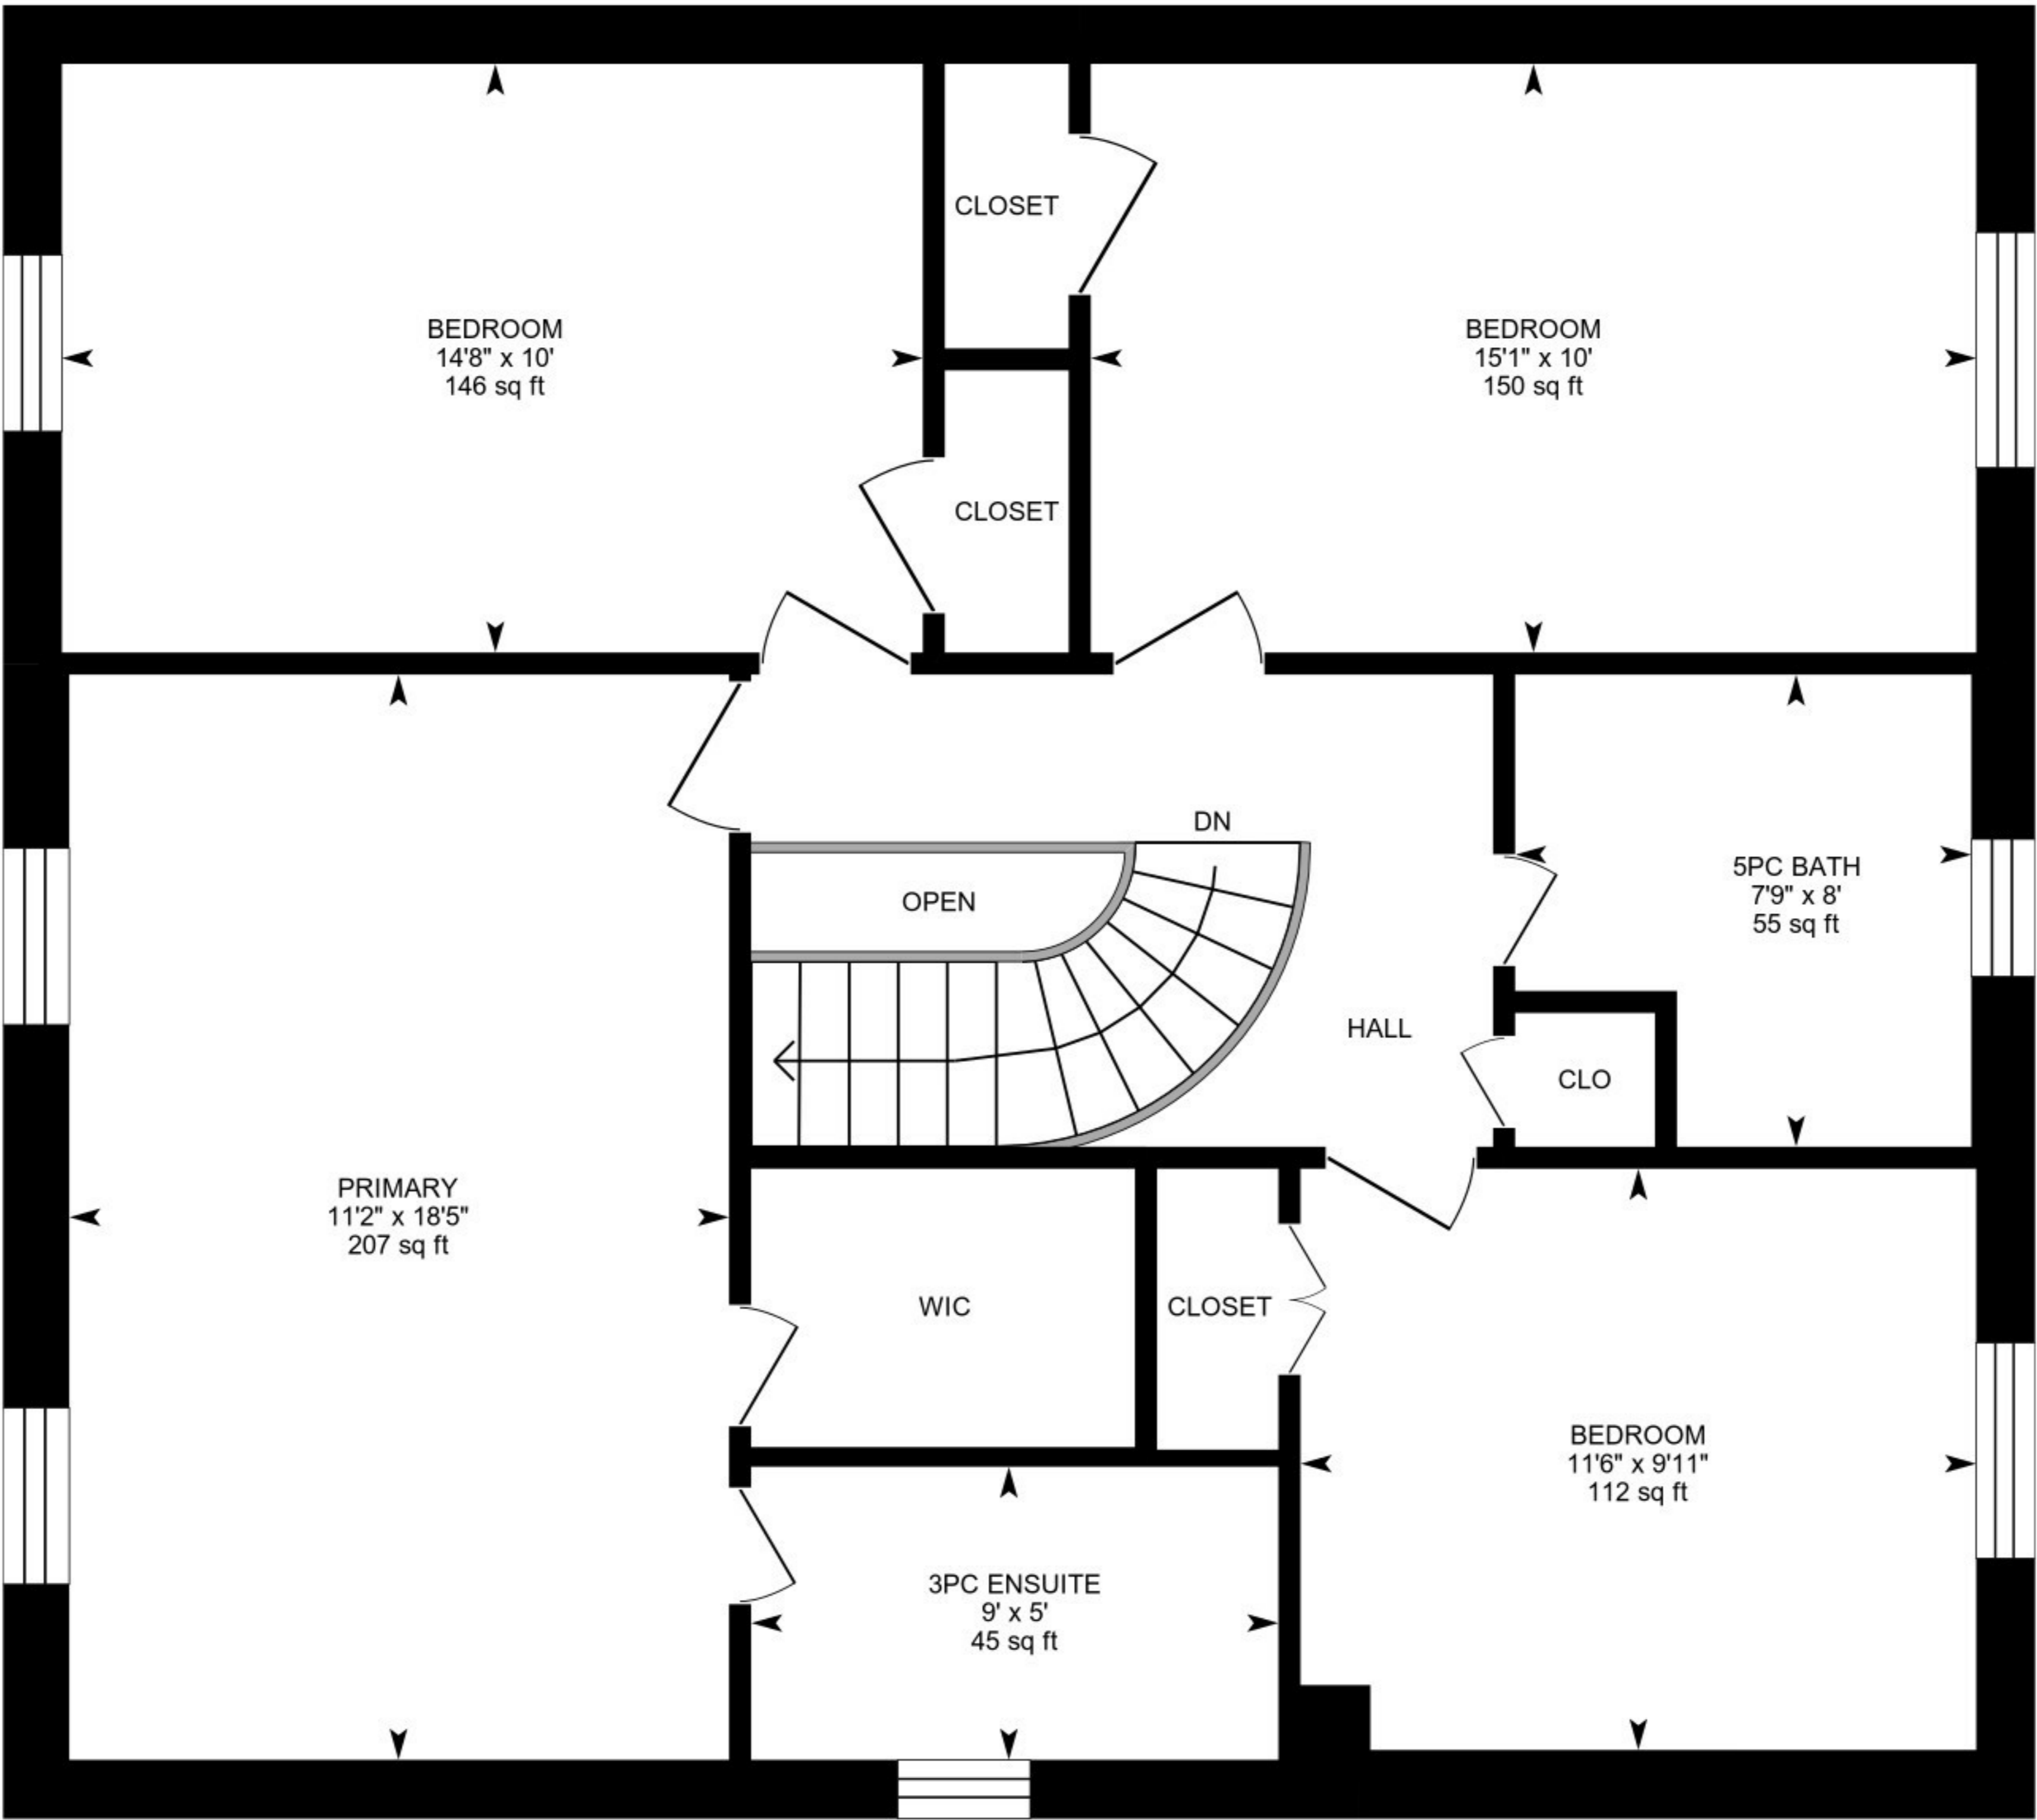 CLOSET
BEDROOM
14'8" x 10'
146 sq ft
BEDROOM
15'1" x 10'
150 sq ft
CLOSET
DN
OPEN
5PC BATH
7'9" x 8'
55 sq ft
HALL
CLO
PRIMARY
11'2" x 18'5"
207 sq ft
WIC
CLOSET
BEDROOM
11'6" x 9'11"
112 sq ft
3PC ENSUITE
9' x 5'
45 sq ft